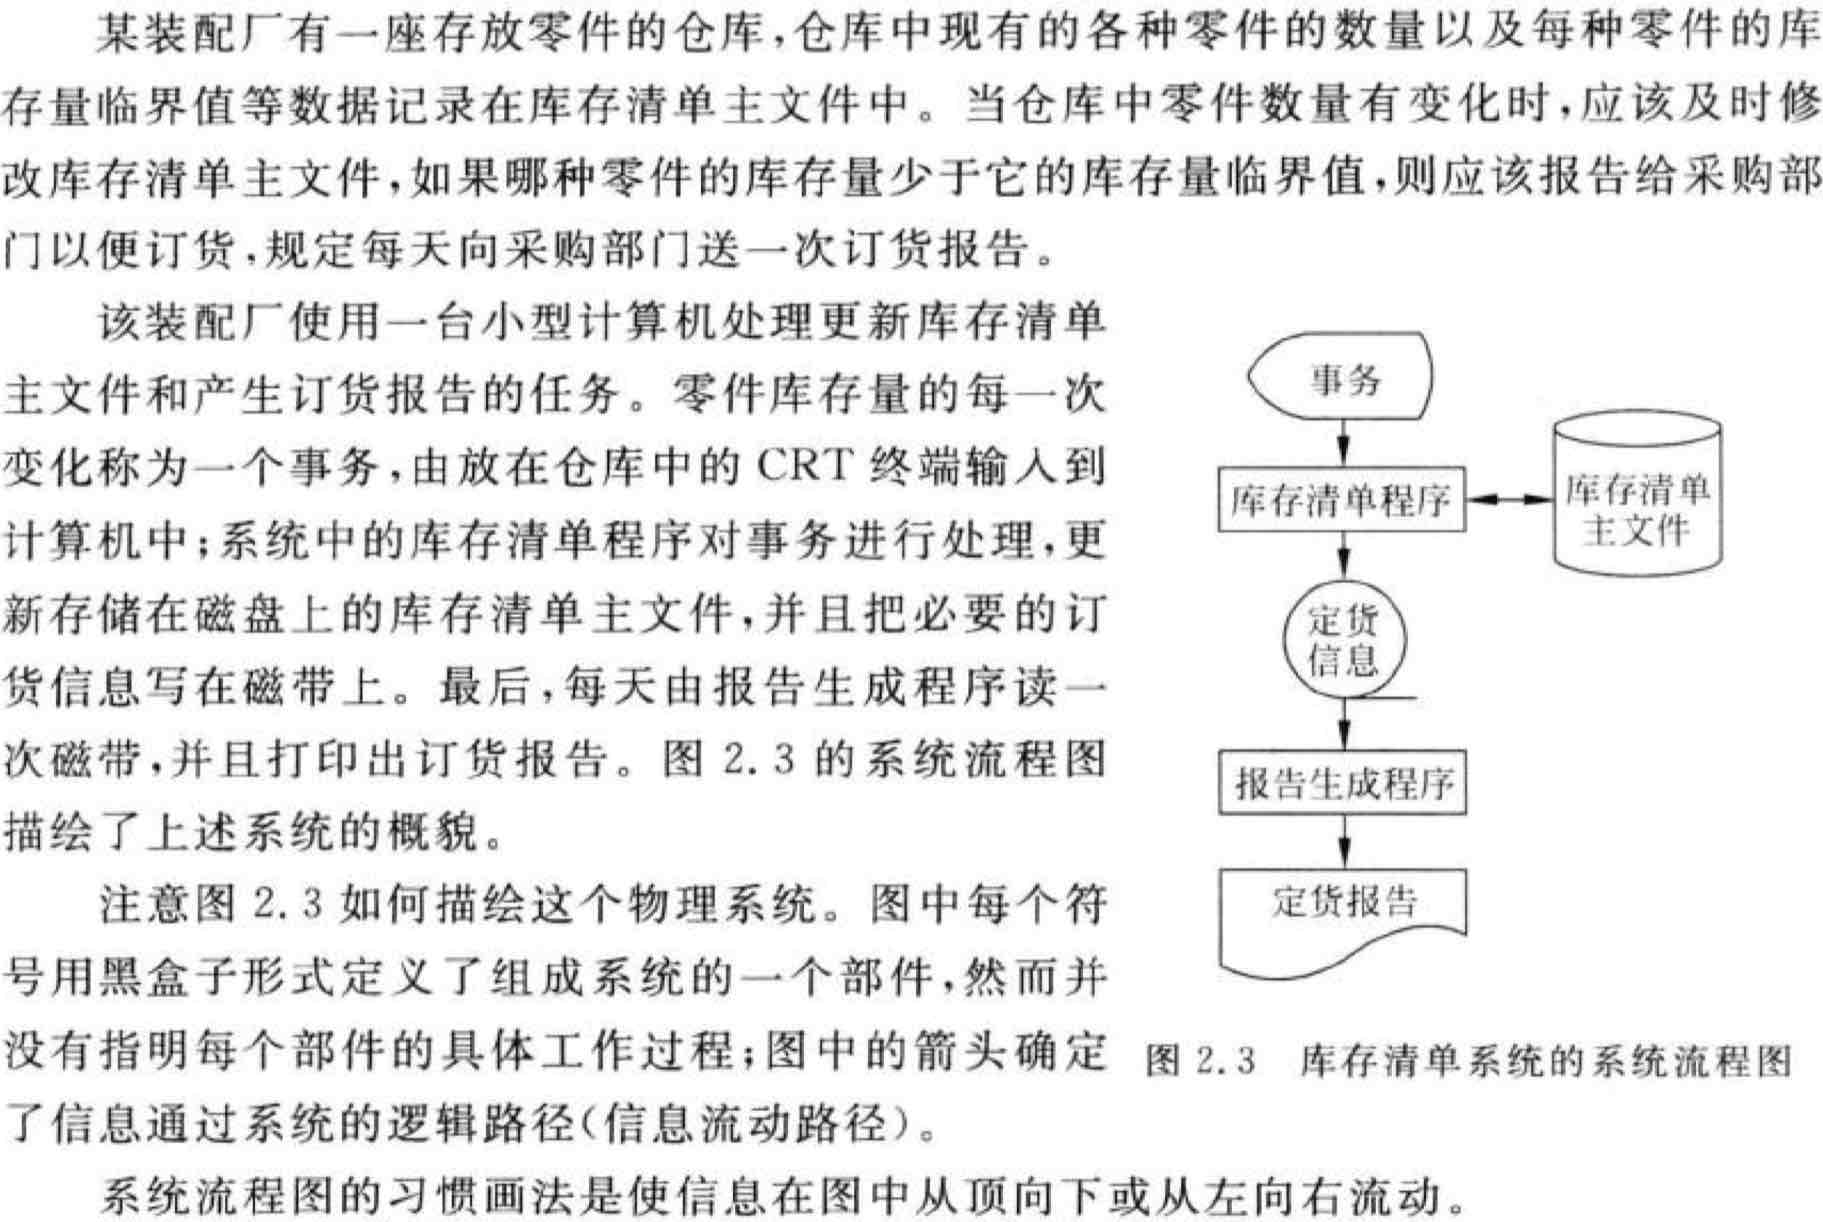 某装配厂有一座存放零件的仓库,仓库中现有的各种零件的数量以及每种零件的库
存量临界值等数据记录在库存清单主文件中。当仓库中零件数量有变化时,应该及时修
改库存清单主文件,如果哪种零件的库存量少于它的库存量临界值,则应该报告给采购部
门以便订货,规定每天向采购部门送一次订货报告。
该装配厂使用一台小型计算机处理更新库存清单
主文件和产生订货报告的任务。零件库存量的每一次
变化称为一个事务,由放在仓库中的 CRT 终端输入到
计算机中;系统中的库存清单程序对事务进行处理,更
新存储在磁盘上的库存清单主文件,并且把必要的订
货信息写在磁带上。最后,每天由报告生成程序读一
次磁带,并且打印出订货报告。图 2.3 的系统流程图
描绘了上述系统的概貌。
注意图 2.3 如何描绘这个物理系统。图中每个符
号用黑盒子形式定义了组成系统的一个部件,然而并
没有指明每个部件的具体工作过程;图中的箭头确定
了信息通过系统的逻辑路径(信息流动路径)。
事务
库存清单程序
库存清单
主文件
定货
信息
报告生成程序
定货报告
图 2.3 库存清单系统的系统流程图
系统流程图的习惯画法是使信息在图中从顶向下或从左向右流动。